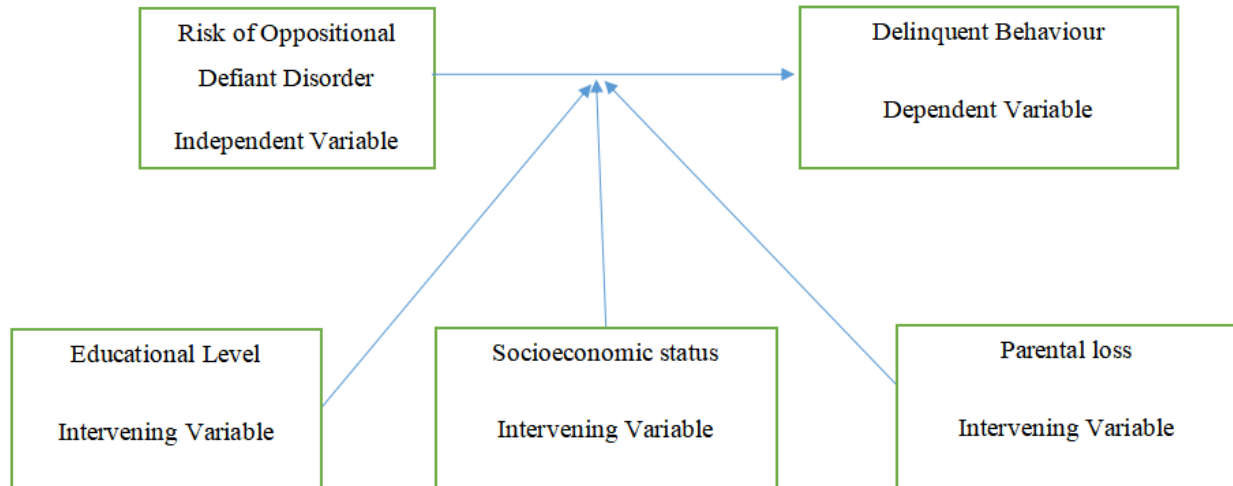 Risk of Oppositional
Defiant Disorder
Independent Variable
Delinquent Behaviour
Dependent Variable
Educational Level
Intervening Variable
Socioeconomic status
Intervening Variable
Parental loss
Intervening Variable